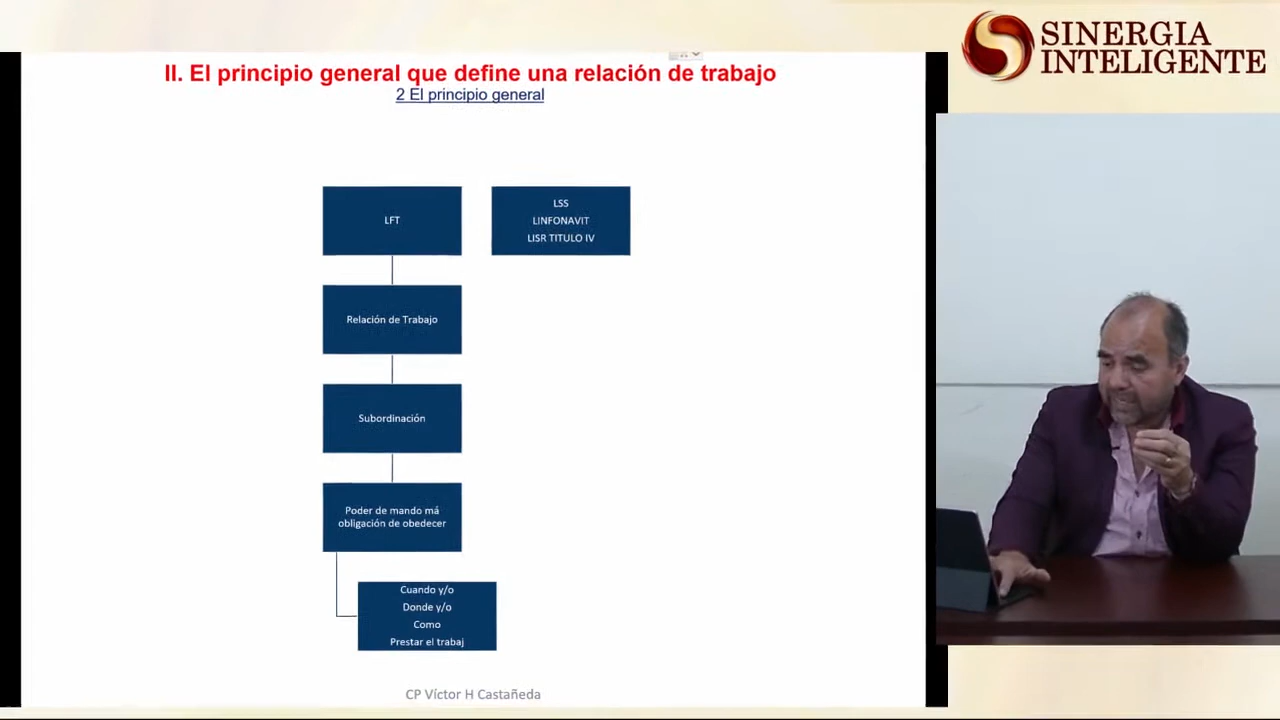 SINERGIA
INTELIGENTE
II. El principio general que define una relación de trabajo
2 El principio general
LFT
LSS
LINFONAVIT
LISR TITULO IV
Relación de Trabajo
Subordinación
Poder de mando má
obligación de obedecer
Cuando y/o
Donde y/o
Como
Prestar el trabaj
CP Víctor H Castañeda